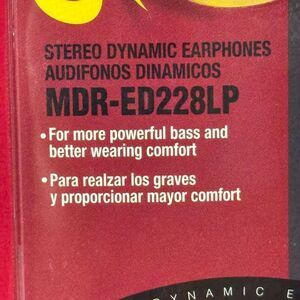 STEREO DYNAMIC EARPHONES
AUDIFONOS DINAMICOS
MDR-ED228LP
•For more powerful bass and
better wearing comfort
•Para realzar los graves
y proporcionar mayor comfort
DYNAMIC E